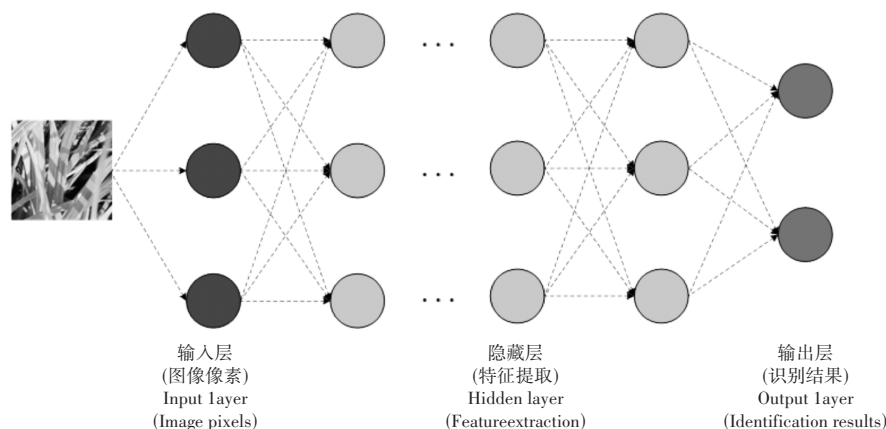 输入层
(图像像素)
Input 1ayer
(Image pixels)
隐藏层
(特征提取)
Hidden layer
(Featureextraction)
输出层
(识别结果)
Output 1ayer
(Identification results)